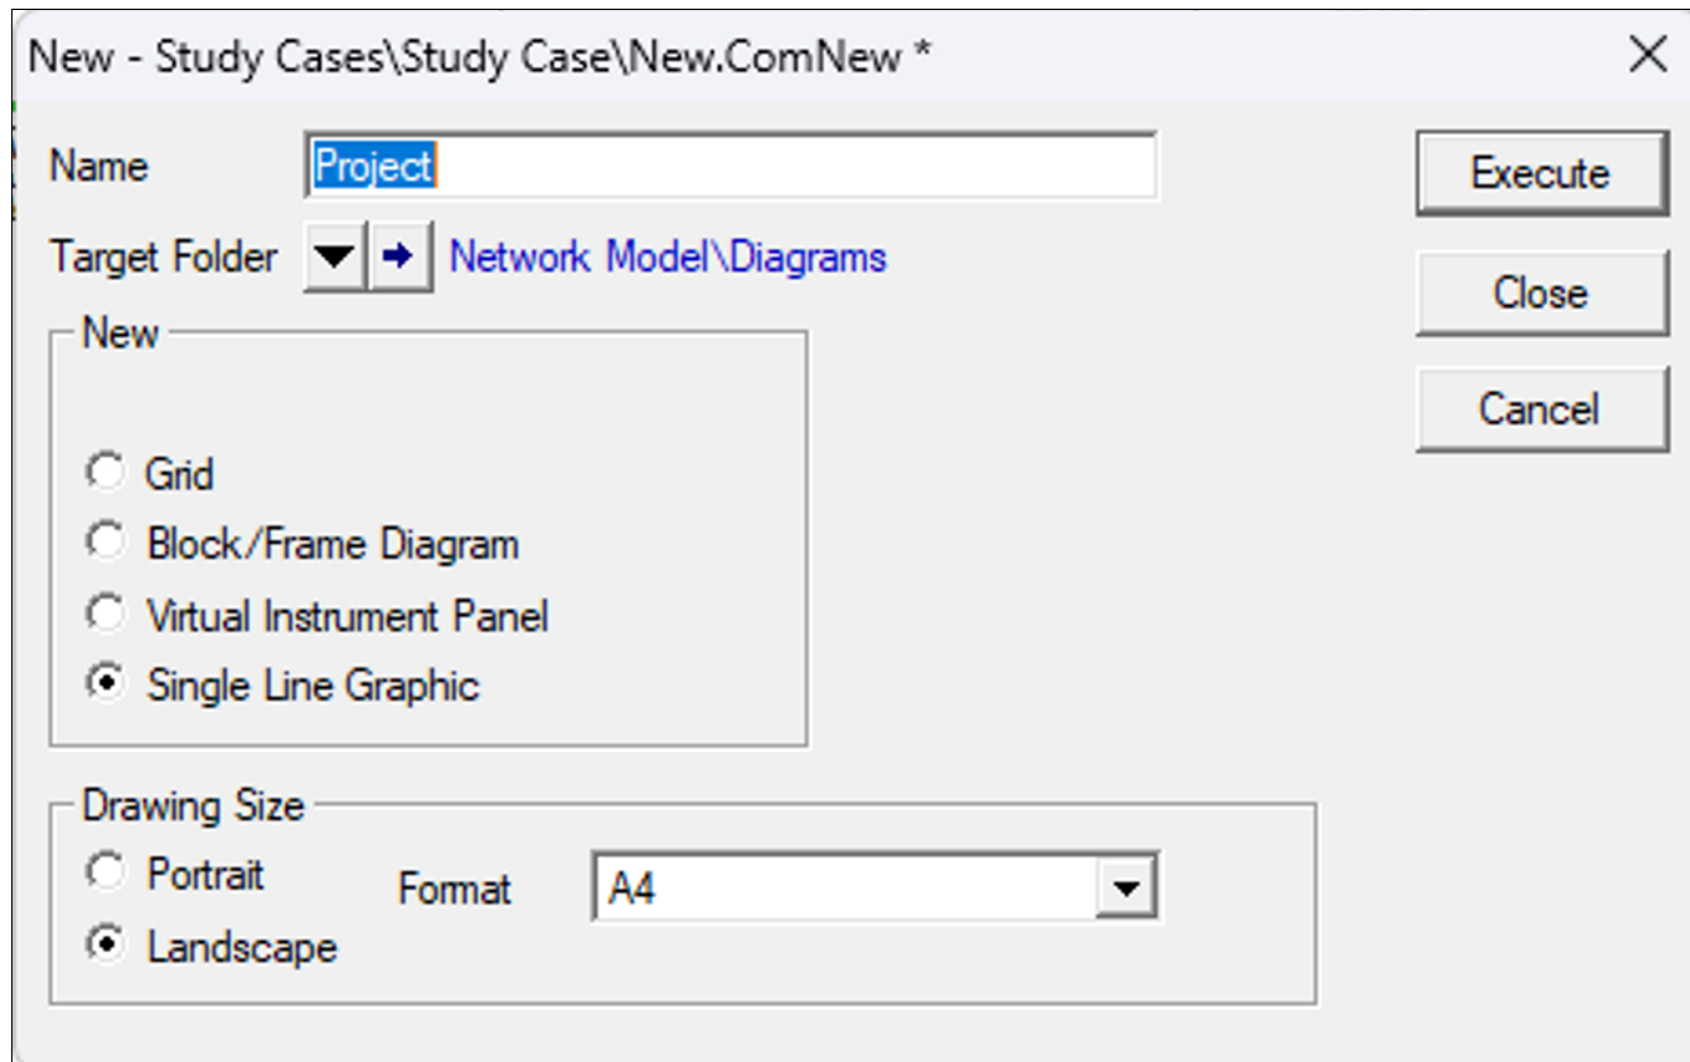 New - Study Cases\Study Case\New.ComNew *
Name Project Execute
Target Folder Network Model\Diagrams Close
New
Cancel
Grid
Block/Frame Diagram
Virtual Instrument Panel
Single Line Graphic
Drawing Size
Portrait Format A4
Landscape